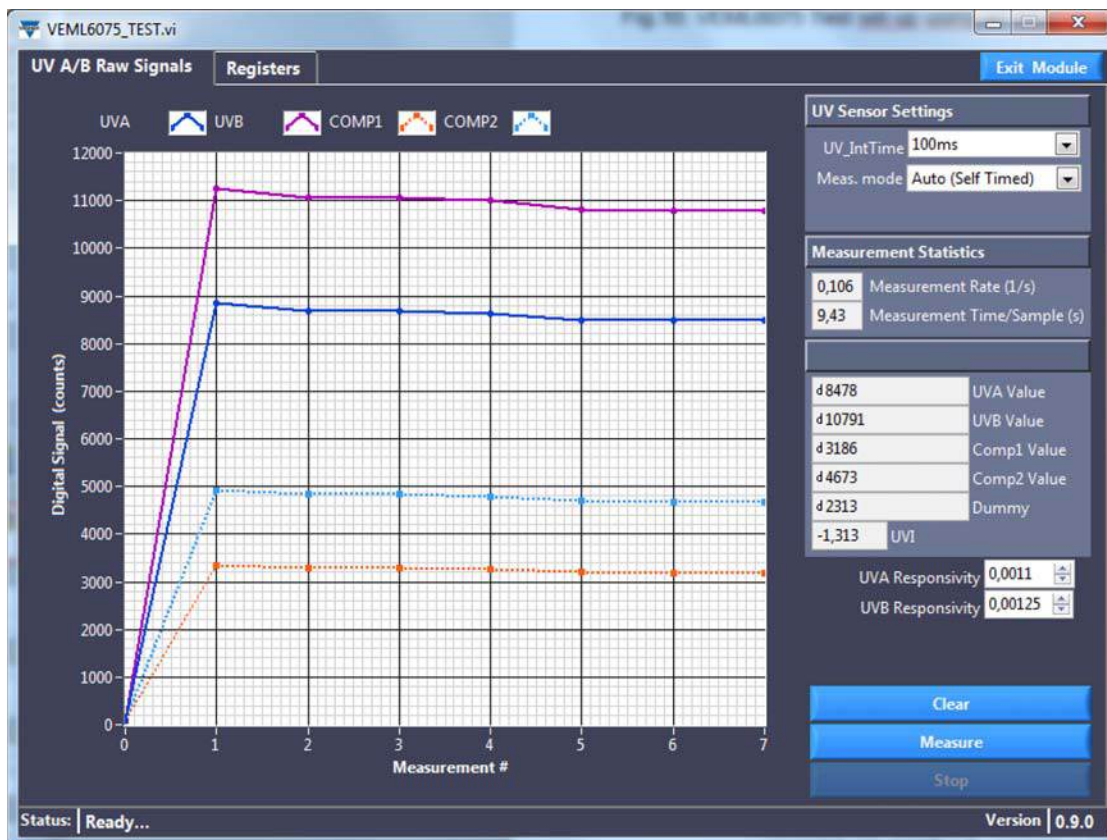 VEML6075_TEST.vi
UV A/B Raw Signals Registers Exit Module
UVA UVB COMP1 COMP2
12000
11000
10000
9000
8000
7000
6000
5000
4000
3000
2000
1000
0
Digital Signal (counts)
0 1 2 3 4 5 6 7
Measurement #
UV Sensor Settings
UV_IntTime 100ms
Meas. mode Auto (Self Timed)
Measurement Statistics
0,106 Measurement Rate (1/s)
9,43 Measurement Time/Sample (s)
d 8478 UVA Value
d 10791 UVB Value
d 3186 Comp1 Value
d 4673 Comp2 Value
d 2313 Dummy
-1,313 UVI
UVA Responsivity 0,0011
UVB Responsivity 0,00125
Clear
Measure
Stop
Status: Ready... Version 0.9.0